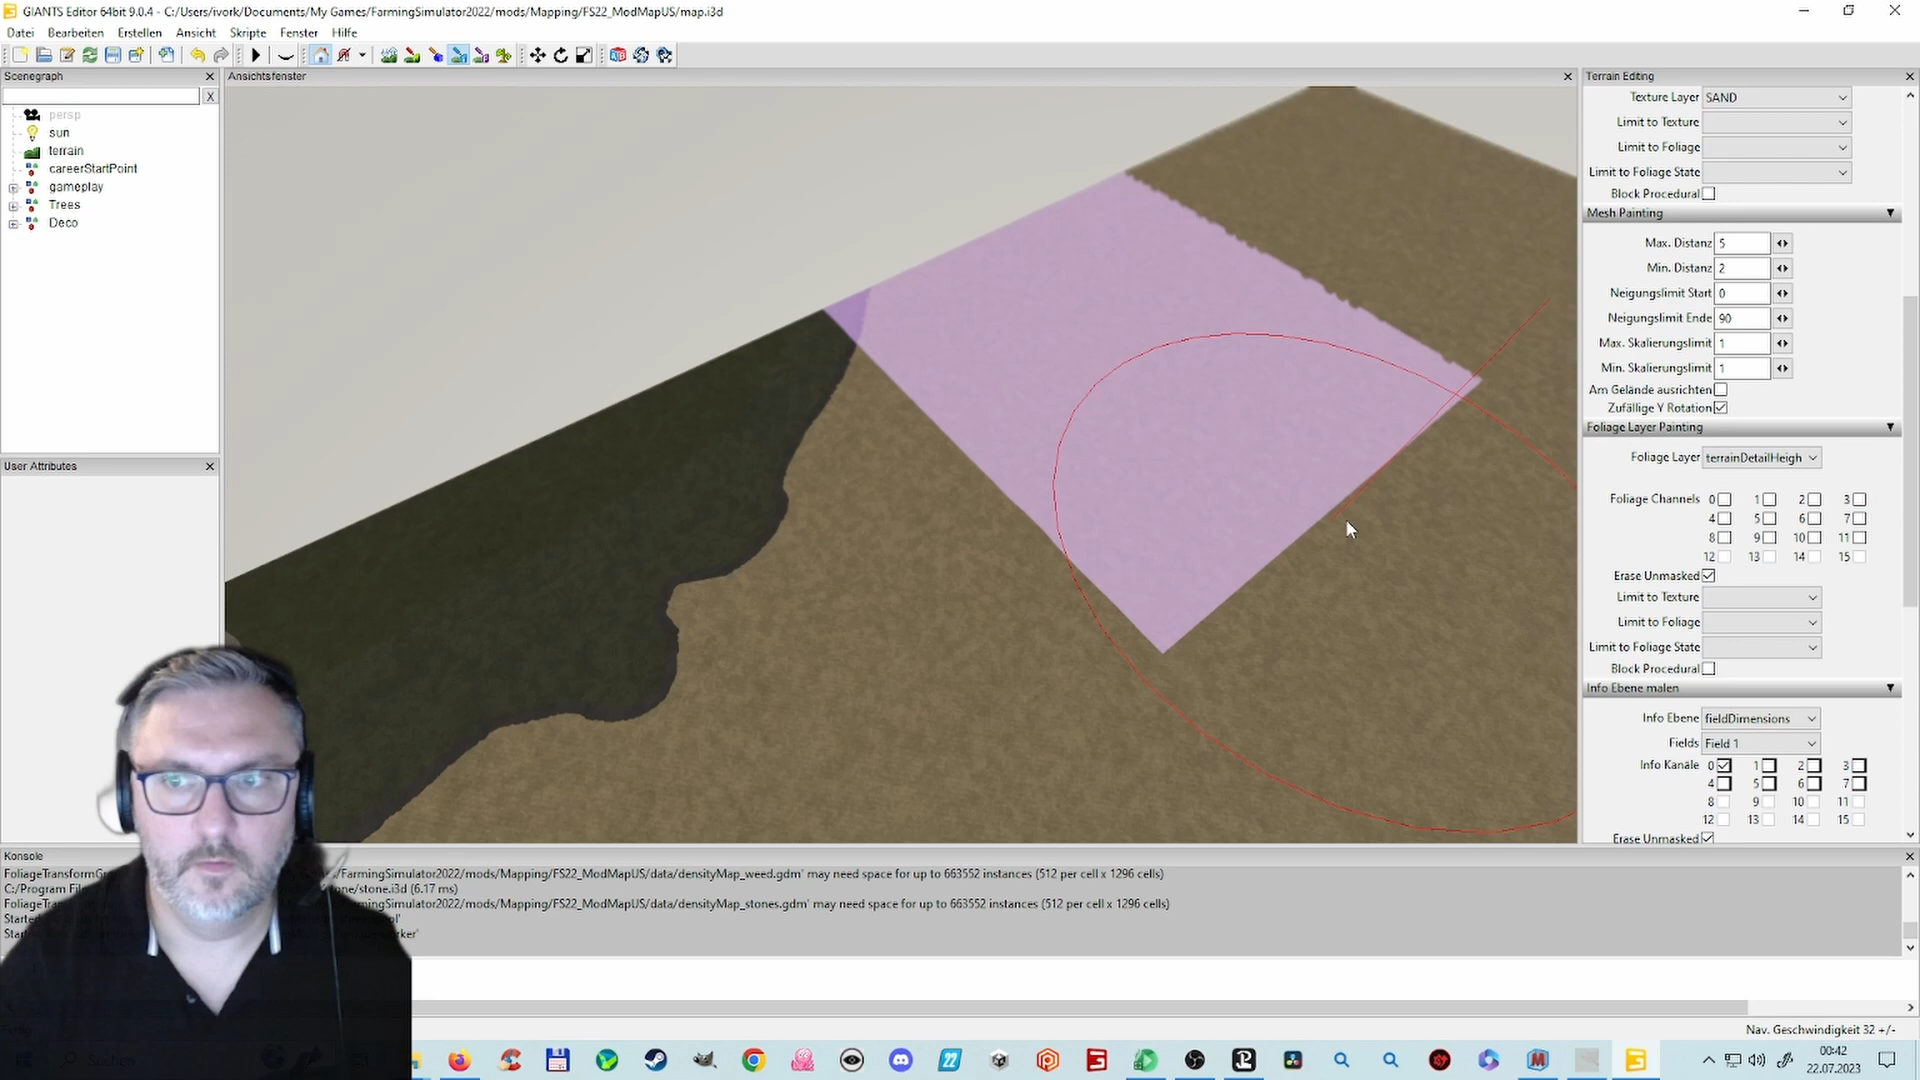 GIANTS Editor 64bit 9.0.4 - C:/Users/ivork/Documents/My Games/FarmingSimulator2022/mods/Mapping/FS22_ModMapUS/map.i3d
Datei Bearbeiten Erstellen Ansicht Skripte Fenster Hilfe
Scenegraph
X
persp
sun
terrain
careerStartPoint
gameplay
Trees
Deco
User Attributes
Ansichtsfenster
Terrain Editing
Texture Layer SAND
Limit to Texture
Limit to Foliage
Limit to Foliage State
Block Procedural
Mesh Painting
Max. Distanz 5
Min. Distanz 2
Neigungslimit Start 0
Neigungslimit Ende 90
Max. Skalierungslimit 1
Min. Skalierungslimit 1
Am Gelände ausrichten
Zufällige Y Rotation
Foliage Layer Painting
Foliage Layer terrainDetailHeigh
Foliage Channels 0 1 2 3
4 5 6 7
8 9 10 11
12 13 14 15
Erase Unmasked
Limit to Texture
Limit to Foliage
Limit to Foliage State
Block Procedural
Info Ebene malen
Info Ebene fieldDimensions
Fields Field 1
Info Kanäle 0 1 2 3
4 5 6 7
8 9 10 11
12 13 14 15
Erase Unmasked
Konsole
FoliageTransformGr /FarmingSimulator2022/mods/Mapping/FS22_ModMapUS/data/densityMap_weed.gdm' may need space for up to 663552 instances (512 per cell x 1296 cells)
C:/Program File one/stone.i3d (6.17 ms)
FoliageTransformG FarmingSimulator2022/mods/Mapping/FS22_ModMapUS/data/densityMap_stones.gdm' may need space for up to 663552 instances (512 per cell x 1296 cells)
Nav. Geschwindigkeit 32 +/-
Suchen
22
00:42
22.07.2023